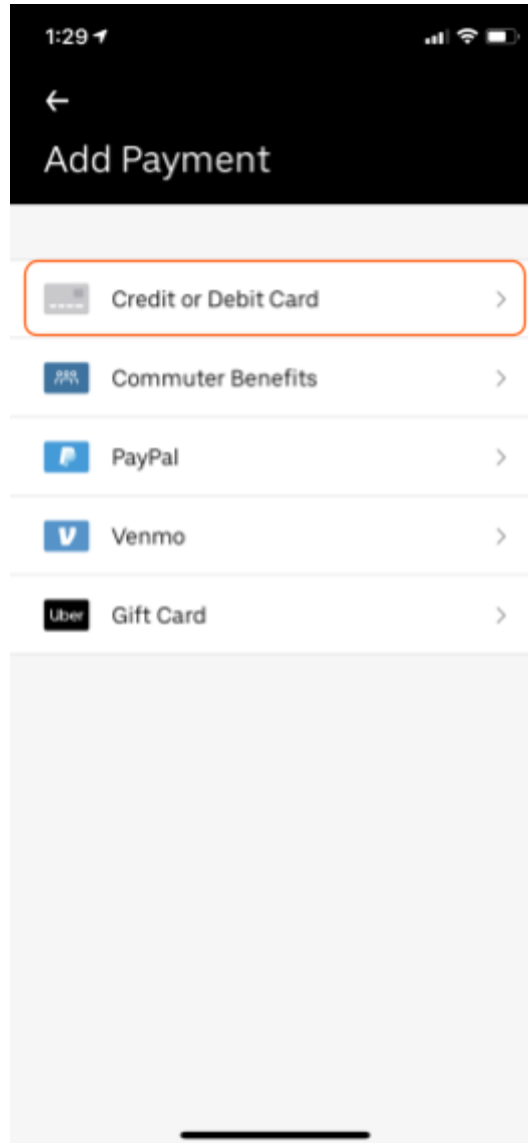 1:29
Add Payment
Credit or Debit Card
Commuter Benefits
PayPal
Venmo
Uber Gift Card